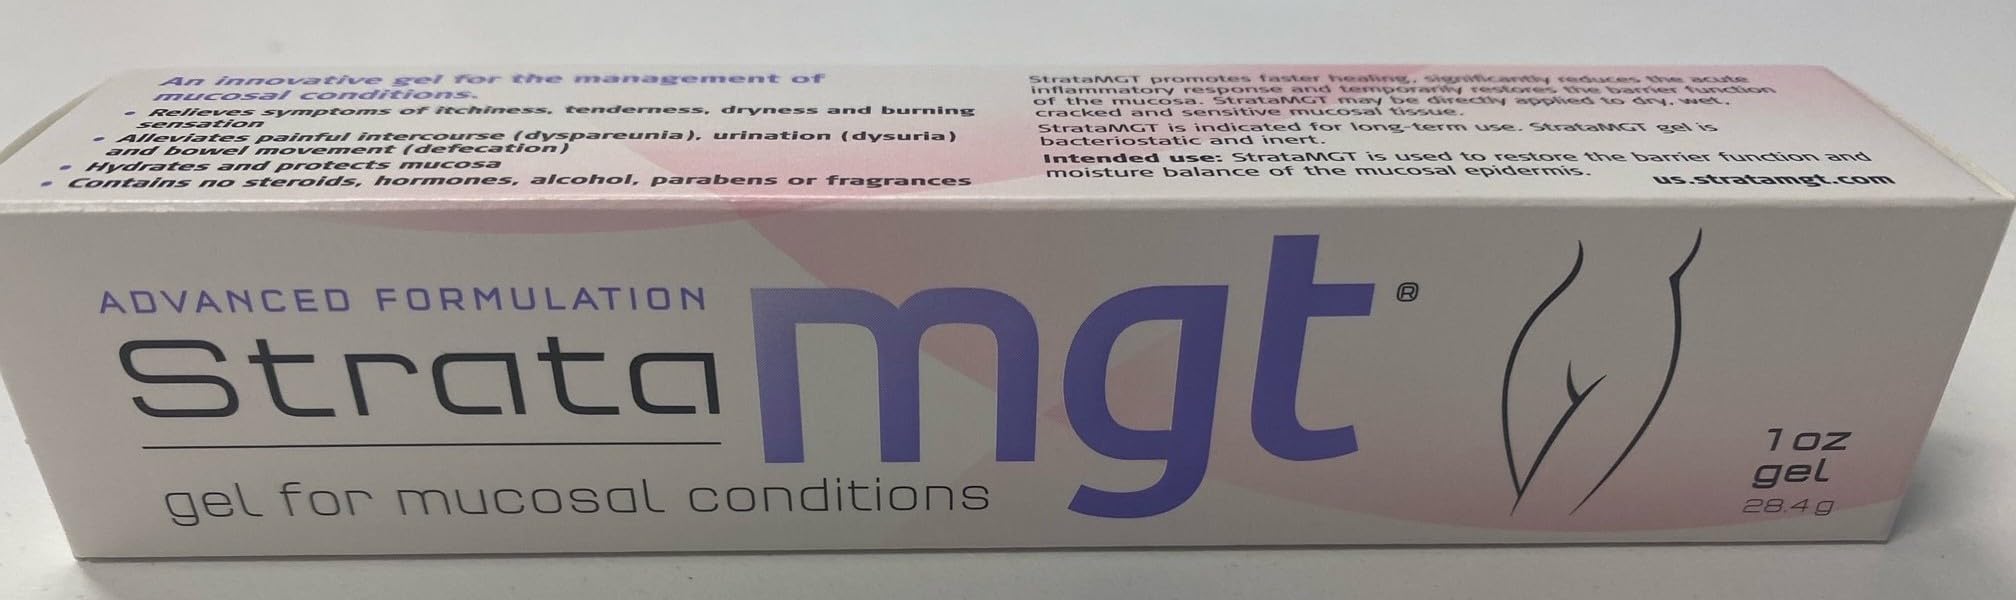 An innovative gel for the management of
mucosal conditions.
• Relieves symptoms of itchiness, tenderness, dryness and burning
sensation
• Alleviates painful intercourse (dyspareunia), urination (dysuria)
and bowel movement (defecation)
• Hydrates and protects mucosa
• Contains no steroids, hormones, alcohol, parabens or fragrances
StrataMGT promotes faster healing, significantly reduces the acute
inflammatory response and temporarily restores the barrier function
of the mucosa. StrataMGT may be directly applied to dry, wet,
cracked and sensitive mucosal tissue.
StrataMGT is indicated for long-term use. StrataMGT gel is
bacteriostatic and inert.
Intended use: StrataMGT is used to restore the barrier function and
moisture balance of the mucosal epidermis.
us.stratamgt.com
ADVANCED FORMULATION
Strata mgt®
gel for mucosal conditions
1 oz
gel
28.4 g